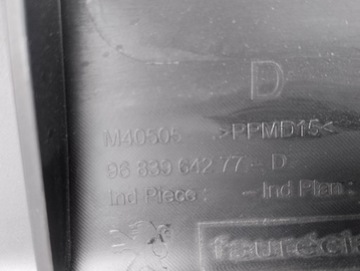 D
M40505 .>PPMD15<
96 839 642 77 - D
Ind Piece : - Ind Plan :
faurecia